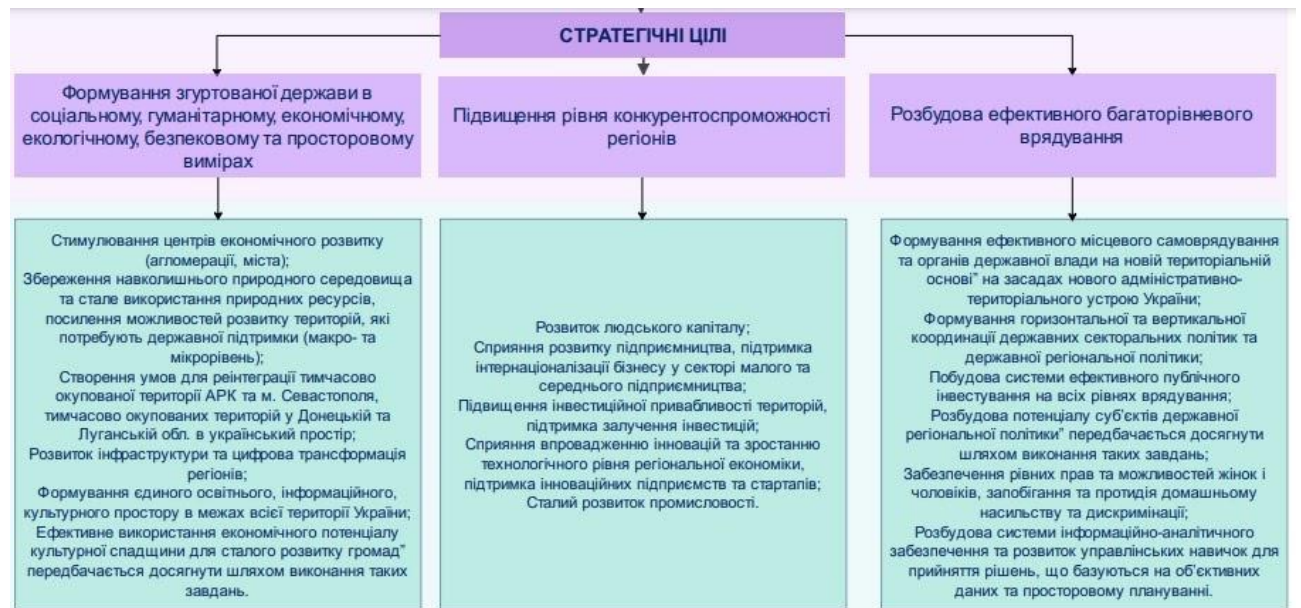 СТРАТЕГІЧНІ ЦІЛІ
Формування згуртованої держави в
соціальному, гуманітарному, економічному,
екологічному, безпековому та просторовому
вимірах
Підвищення рівня конкурентоспроможності
регіонів
Розбудова ефективного багаторівневого
врядування
Стимулювання центрів економічного розвитку
(агломерації, міста);
Збереження навколишнього природного середовища
та стале використання природних ресурсів,
посилення можливостей розвитку територій, які
потребують державної підтримки (макро- та
мікрорівень);
Створення умов для реінтеграції тимчасово
окупованої території АРК та м. Севастополя,
тимчасово окупованих територій у Донецькій та
Луганській обл. в український простір;
Розвиток інфраструктури та цифрова трансформація
регіонів;
Формування єдиного освітнього, інформаційного,
культурного простору в межах всієї території України;
Ефективне використання економічного потенціалу
культурної спадщини для сталого розвитку громад”
передбачається досягнути шляхом виконання таких
завдань.
Розвиток людського капіталу;
Сприяння розвитку підприємництва, підтримка
інтернаціоналізації бізнесу у секторі малого та
середнього підприємництва;
Підвищення інвестиційної привабливості територій,
підтримка залучення інвестицій;
Сприяння впровадженню інновацій та зростанню
технологічного рівня регіональної економіки,
підтримка інноваційних підприємств та стартапів;
Сталий розвиток промисловості.
Формування ефективного місцевого самоврядування
та органів державної влади на новій територіальній
основі” на засадах нового адміністративно-
територіального устрою України;
Формування горизонтальної та вертикальної
координації державних секторальних політик та
державної регіональної політики;
Побудова системи ефективного публічного
інвестування на всіх рівнях врядування;
Розбудова потенціалу суб’єктів державної
регіональної політики” передбачається досягнути
шляхом виконання таких завдань;
Забезпечення рівних прав та можливостей жінок і
чоловіків, запобігання та протидія домашньому
насильству та дискримінації;
Розбудова системи інформаційно-аналітичного
забезпечення та розвиток управлінських навичок для
прийняття рішень, що базуються на об’єктивних
даних та просторовому плануванні.